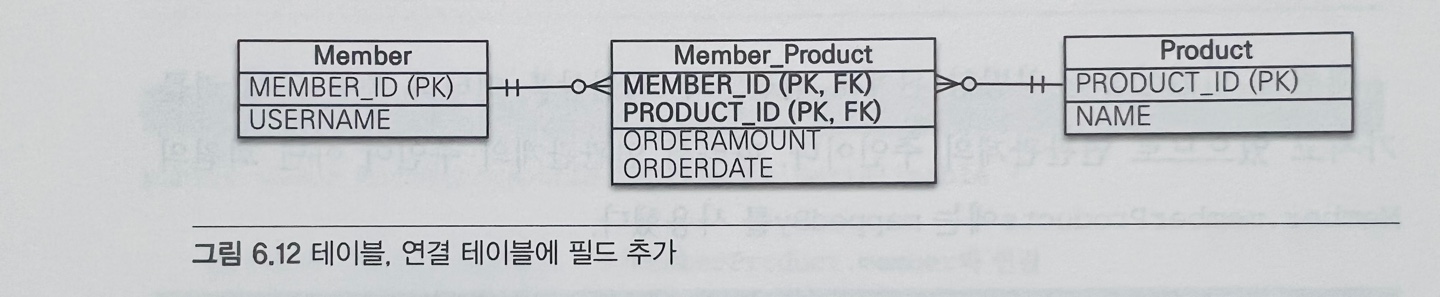 Member
MEMBER_ID (PK)
USERNAME
Member_Product
MEMBER_ID (PK, FK)
PRODUCT_ID (PK, FK)
ORDERAMOUNT
ORDERDATE
Product
PRODUCT_ID (PK)
NAME
그림 6.12 테이블, 연결 테이블에 필드 추가